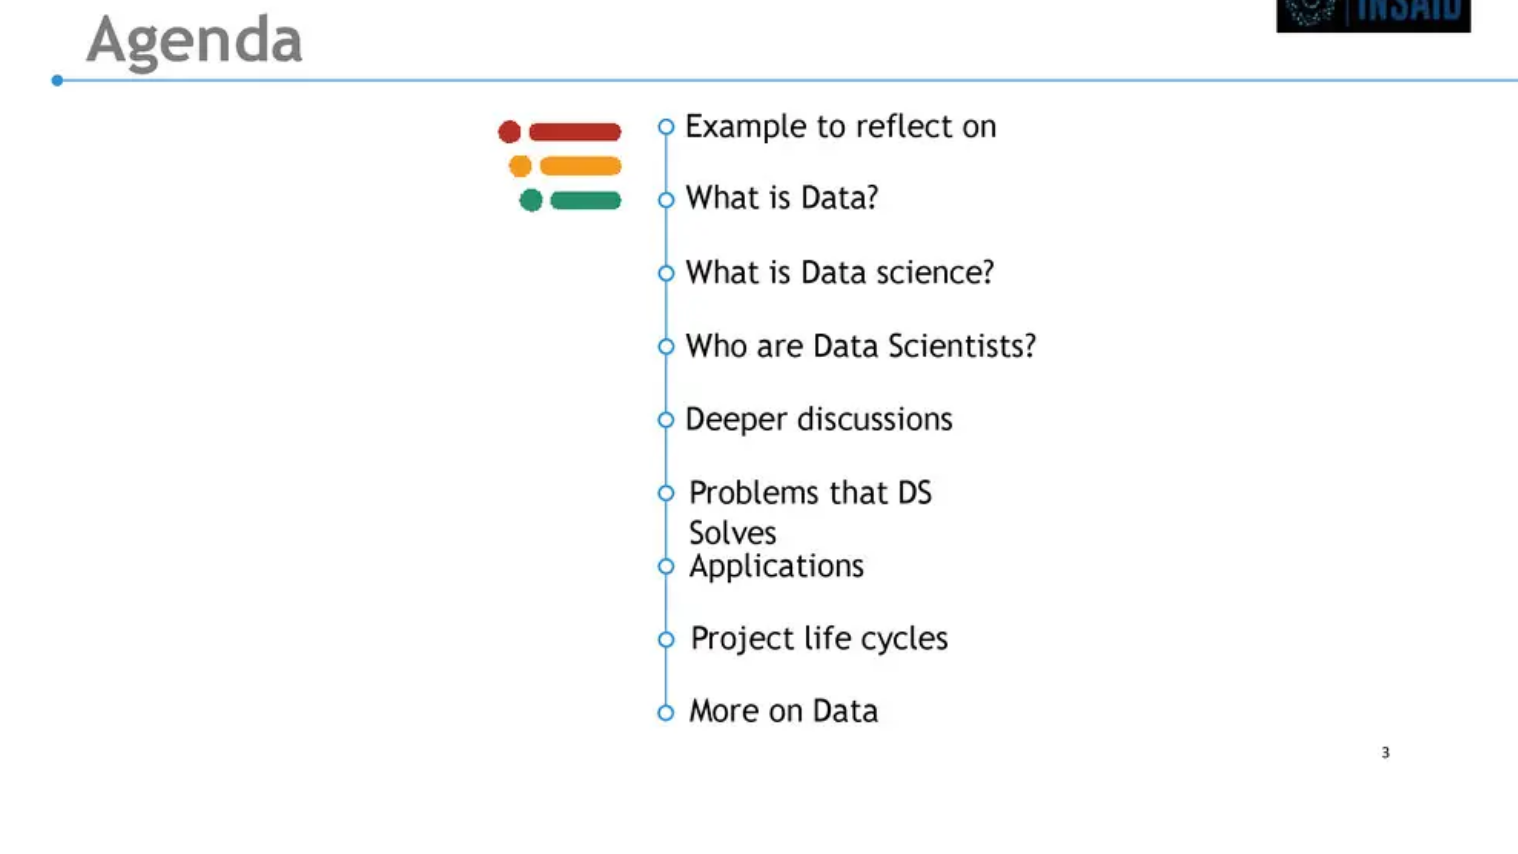 Agenda
INSAID
Example to reflect on
What is Data?
What is Data science?
Who are Data Scientists?
Deeper discussions
Problems that DS
Solves
Applications
Project life cycles
More on Data
3